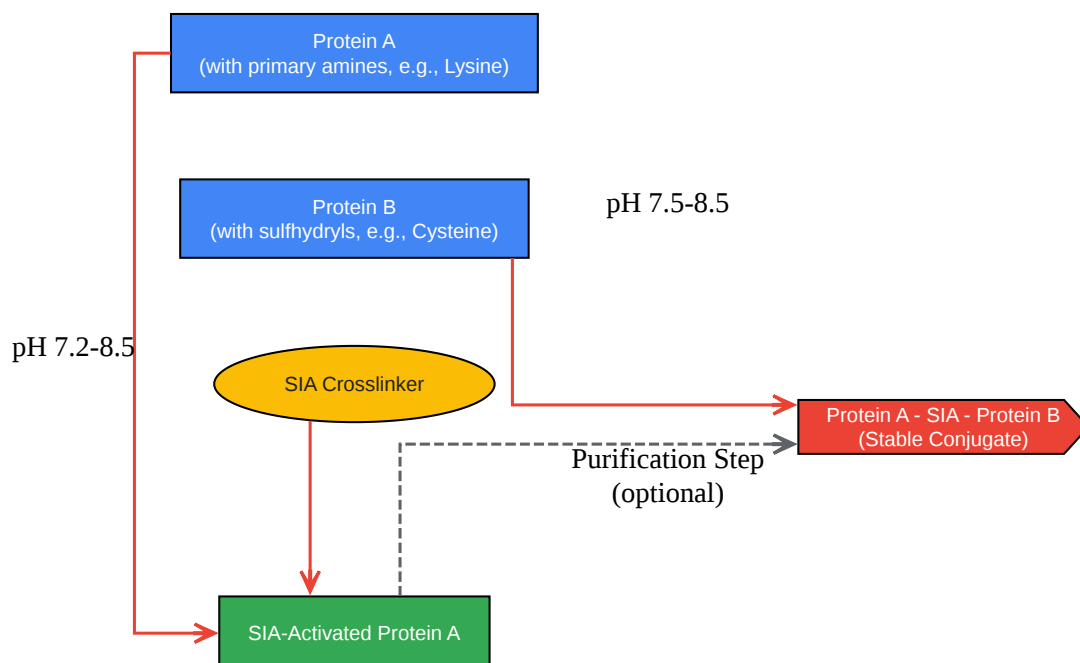 Protein A
(with primary amines, e.g., Lysine)
Protein B
(with sulfhydryls, e.g., Cysteine)
pH 7.5-8.5
pH 7.2-8.5
SIA Crosslinker
Protein A - SIA - Protein B
(Stable Conjugate)
Purification Step
(optional)
SIA-Activated Protein A